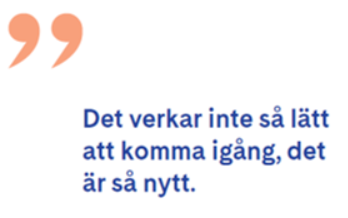 ”
Det verkar inte så lätt
att komma igång, det
är så nytt.